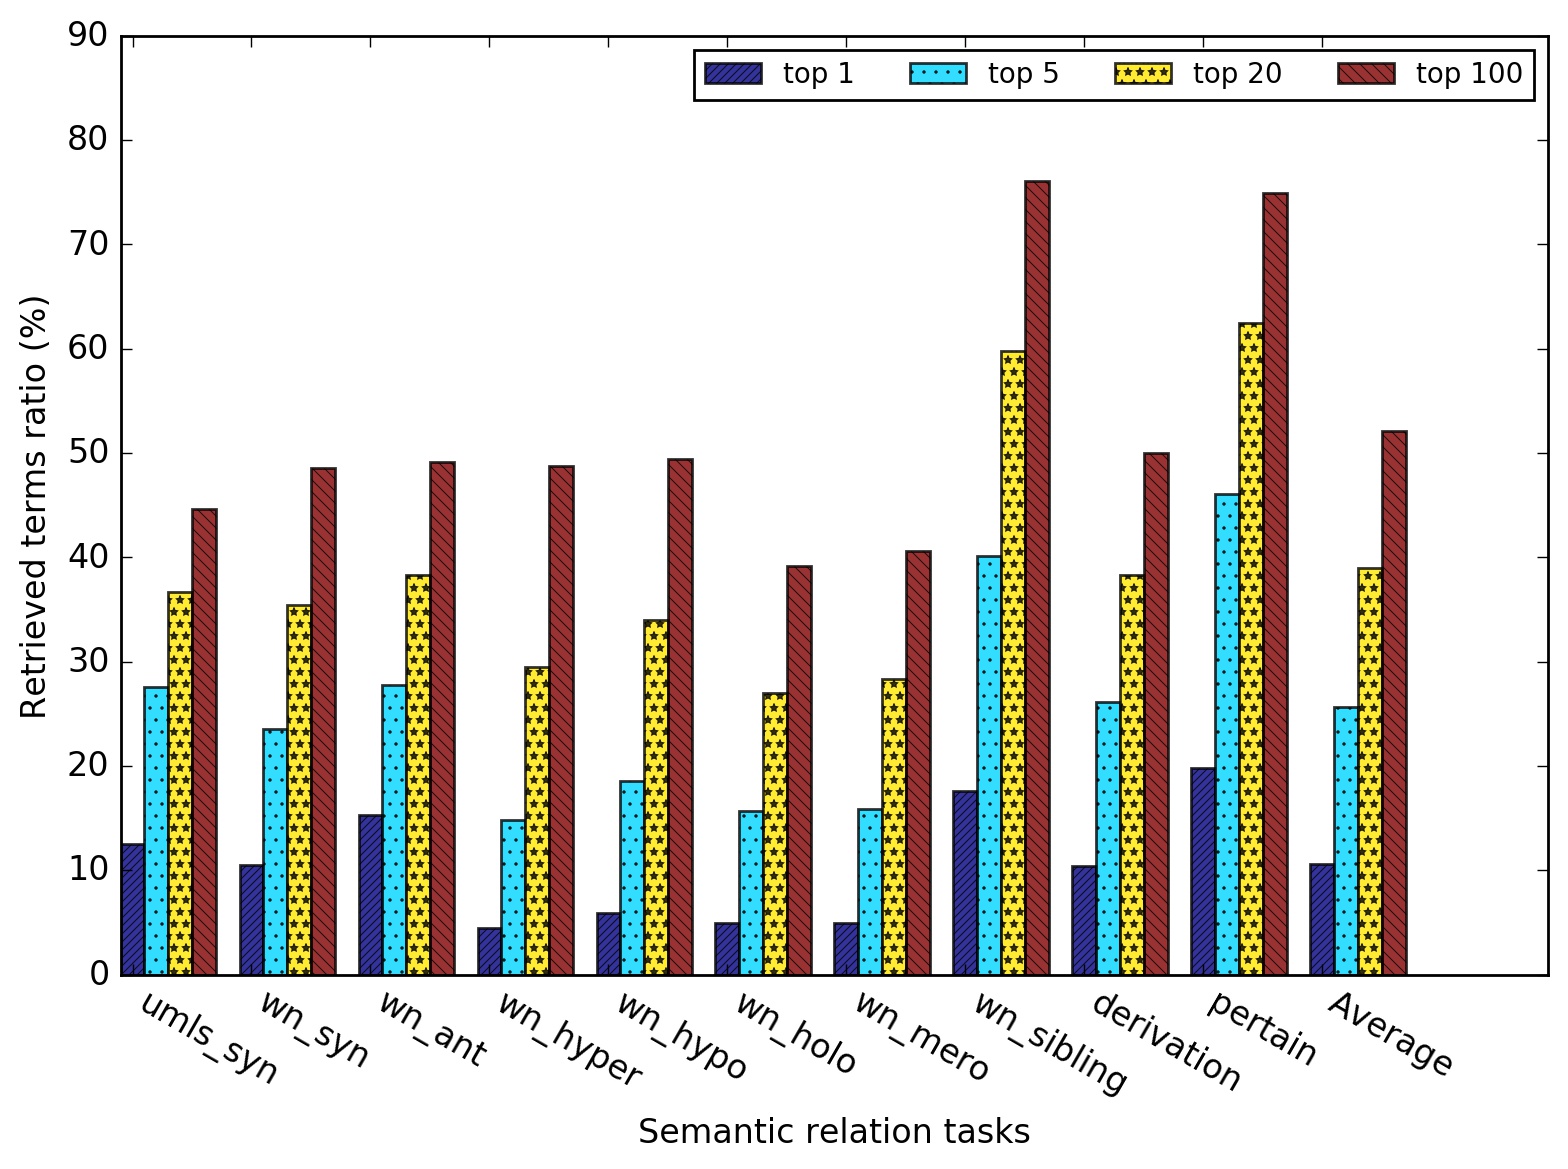 90
80
70
60
50
40
30
20
10
0
Retrieved terms ratio (%)
top 1 top 5 top 20 top 100
umls_syn wn_syn wn_ant wn_hyper wn_hypo wn_holo wn_mero wn_sibling derivation pertain Average
Semantic relation tasks